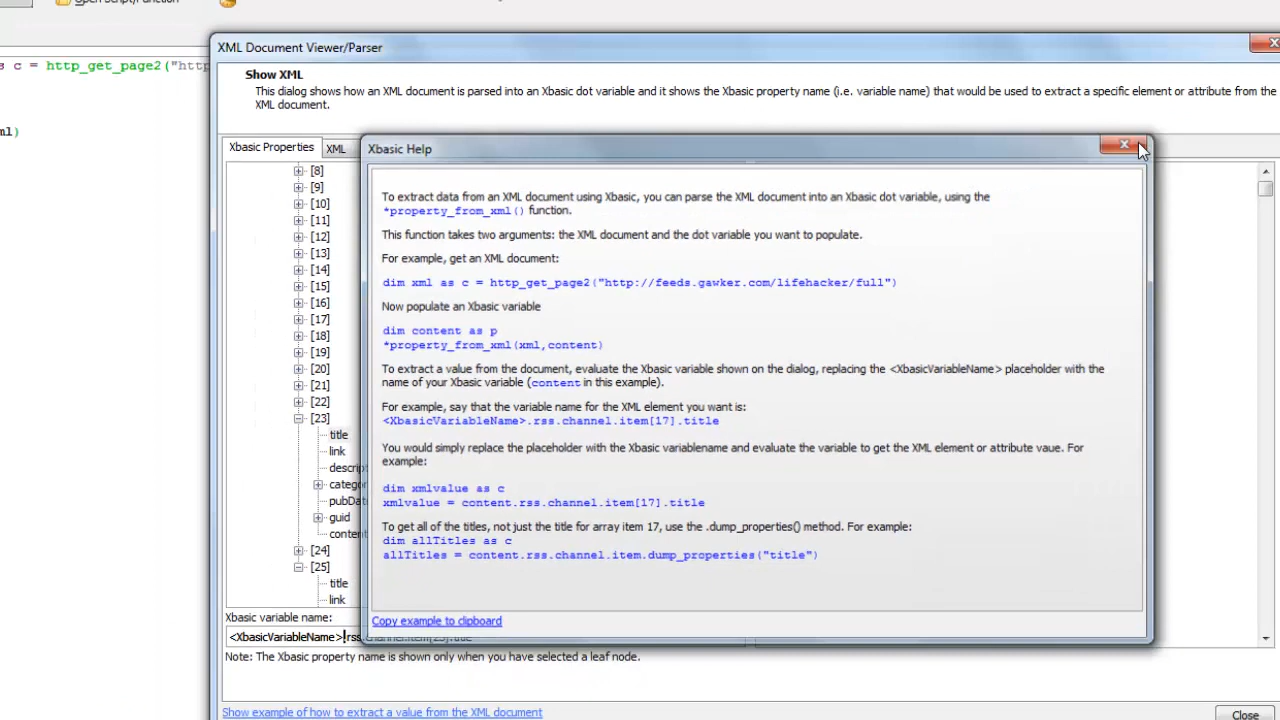 Open Script/Function
s c = http_get_page2("http
ml)
XML Document Viewer/Parser
Show XML
This dialog shows how an XML document is parsed into an Xbasic dot variable and it shows the Xbasic property name (i.e. variable name) that would be used to extract a specific element or attribute from the
XML document.
Xbasic Properties
XML
[8]
[9]
[10]
[11]
[12]
[13]
[14]
[15]
[16]
[17]
[18]
[19]
[20]
[21]
[22]
[23]
title
link
descrip
categor
pubDat
guid
conten
[24]
[25]
title
link
Xbasic variable name:
<XbasicVariableName>.rss.channel.item[25].title
Note: The Xbasic property name is shown only when you have selected a leaf node.
Show example of how to extract a value from the XML document
Close
Xbasic Help
To extract data from an XML document using Xbasic, you can parse the XML document into an Xbasic dot variable, using the
*property_from_xml() function.
This function takes two arguments: the XML document and the dot variable you want to populate.
For example, get an XML document:
dim xml as c = http_get_page2("http://feeds.gawker.com/lifehacker/full")
Now populate an Xbasic variable
dim content as p
*property_from_xml(xml,content)
To extract a value from the document, evaluate the Xbasic variable shown on the dialog, replacing the <XbasicVariableName> placeholder with the
name of your Xbasic variable (content in this example).
For example, say that the variable name for the XML element you want is:
<XbasicVariableName>.rss.channel.item[17].title
You would simply replace the placeholder with the Xbasic variablename and evaluate the variable to get the XML element or attribute vaue. For
example:
dim xmlvalue as c
xmlvalue = content.rss.channel.item[17].title
To get all of the titles, not just the title for array item 17, use the .dump_properties() method. For example:
dim allTitles as c
allTitles = content.rss.channel.item.dump_properties("title")
Copy example to clipboard